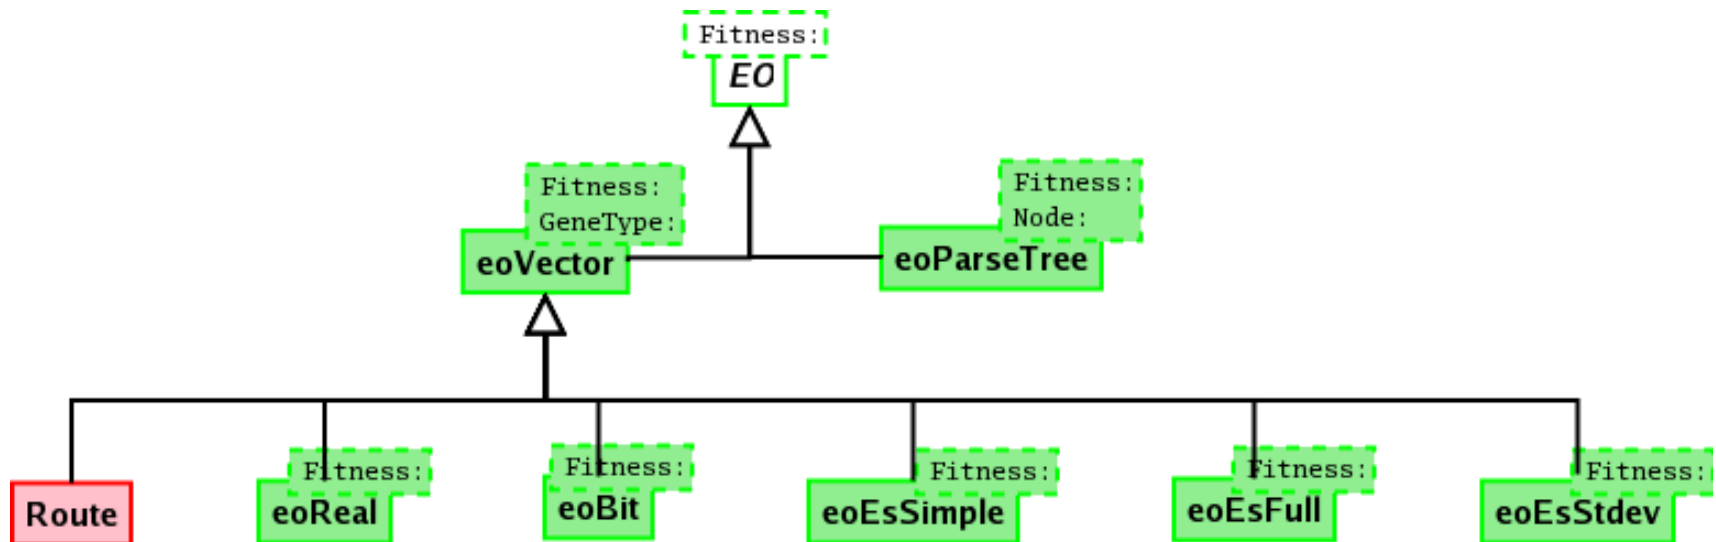 Fitness:
EO
Fitness:
GeneType:
eoVector
Fitness:
Node:
eoParseTree
Route
Fitness:
eoReal
Fitness:
eoBit
Fitness:
eoEsSimple
Fitness:
eoEsFull
Fitness:
eoEsStdev